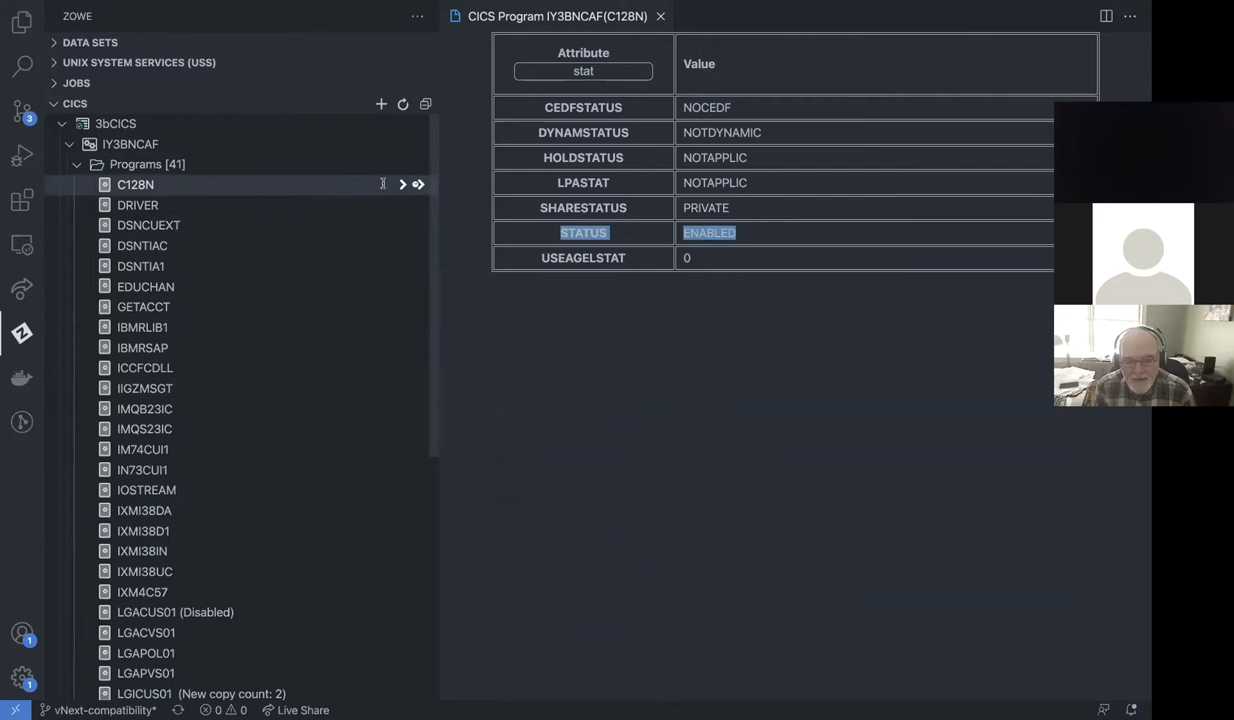 ZOWE
DATA SETS
UNIX SYSTEM SERVICES (USS)
JOBS
CICS
3bCICS
IY3BNCAF
Programs [41]
C128N
DRIVER
DSNCUEXT
DSNTIAC
DSNTIA1
EDUCHAN
GETACCT
IBMRLIB1
IBMRSAP
ICCFCDLL
IIGZMSGT
IMQB23IC
IMQS23IC
IM74CUI1
IN73CUI1
IOSTREAM
IXMI38DA
IXMI38D1
IXMI38IN
IXMI38UC
IXM4C57
LGACUS01 (Disabled)
LGACVS01
LGAPOL01
LGAPVS01
LGICUS01 (New copy count: 2)
CICS Program IY3BNCAF(C128N)
Attribute Value
stat
CEDFSTATUS NOCEDF
DYNAMSTATUS NOTDYNAMIC
HOLDSTATUS NOTAPPLIC
LPASTAT NOTAPPLIC
SHARESTATUS PRIVATE
STATUS ENABLED
USEAGELSTAT 0
3
1
1
vNext-compatibility* 0 0 Live Share